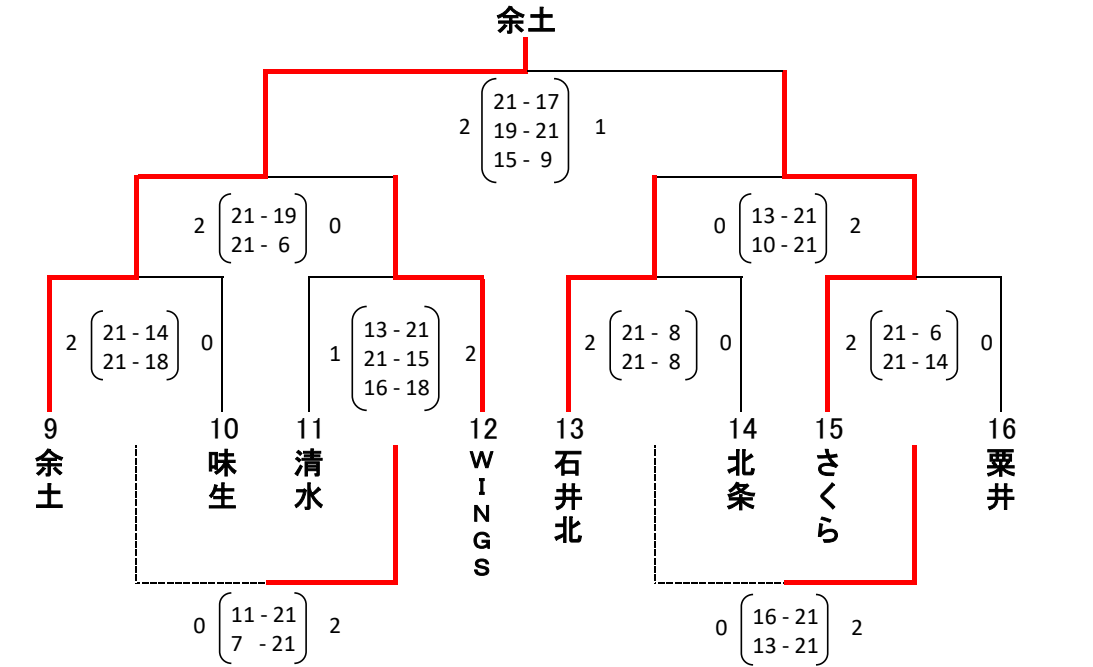 余土
2 21 - 17 1
19 - 21
15 - 9
2 21 - 19 0
21 - 6
0 13 - 21 2
10 - 21
2 21 - 14 0
21 - 18
1 13 - 21 2
21 - 15
16 - 18
2 21 - 8 0
21 - 8
2 21 - 6 0
21 - 14
9 10 11 12 13 14 15 16
余土
味生
清水
WINGS
石井北
北条
さくら
粟井
0 11 - 21 2
7 - 21
0 16 - 21 2
13 - 21